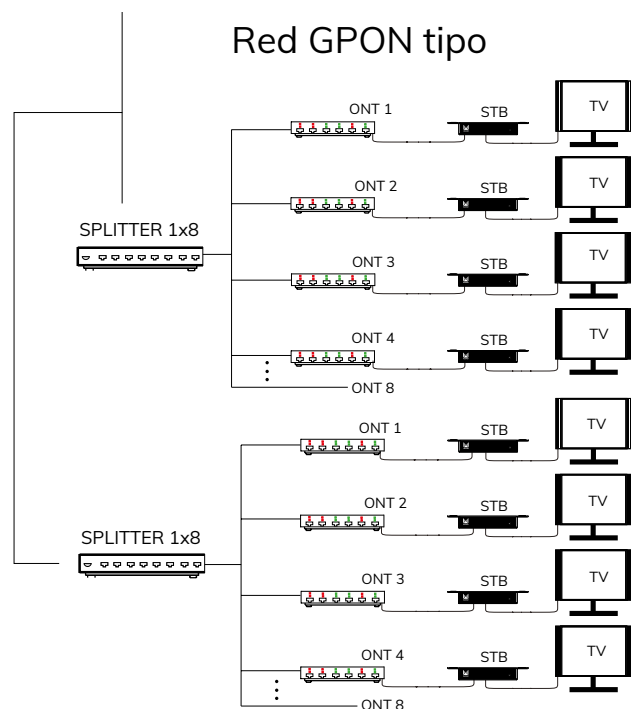 Red GPON tipo
ONT 1
STB
TV
ONT 2
STB
TV
SPLITTER 1x8
ONT 3
STB
TV
ONT 4
STB
TV
ONT 8
ONT 1
STB
TV
ONT 2
STB
TV
SPLITTER 1x8
ONT 3
STB
TV
ONT 4
STB
TV
ONT 8